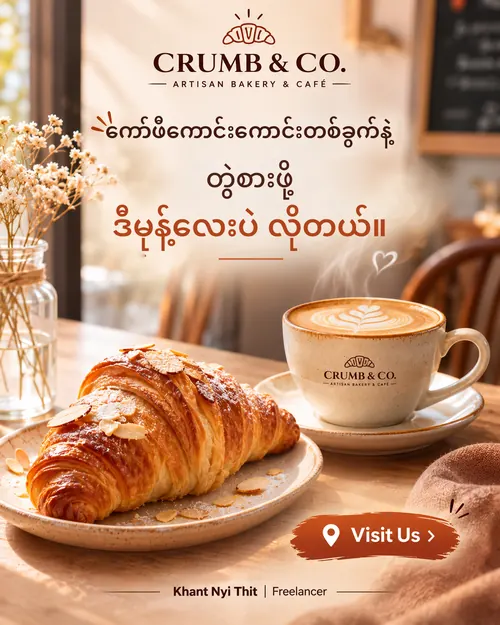 CRUMB & CO.
ARTISAN BAKERY & CAFÉ
ကော်ဖီကောင်းကောင်းတစ်ခွက်နဲ့
တွဲစားဖို့
ဒီမုန့်လေးပဲ လိုတယ်။
CRUMB & CO.
ARTISAN BAKERY & CAFÉ
Visit Us
Khant Nyi Thit | Freelancer